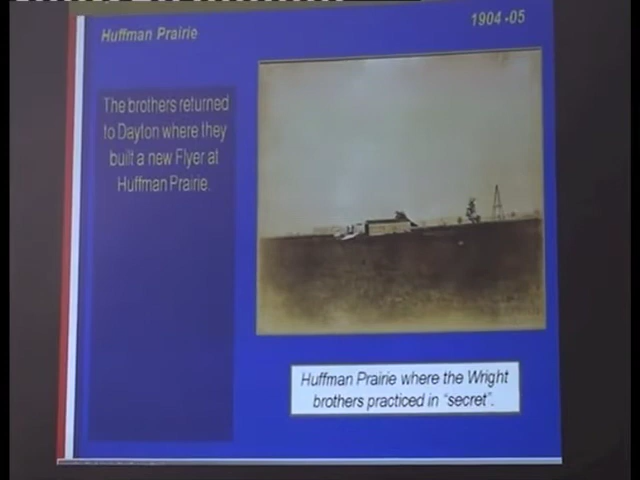 Huffman Prairie
1904-05
The brothers returned
to Dayton where they
built a new Flyer at
Huffman Prairie.
Huffman Prairie where the Wright
brothers practiced in "secret".